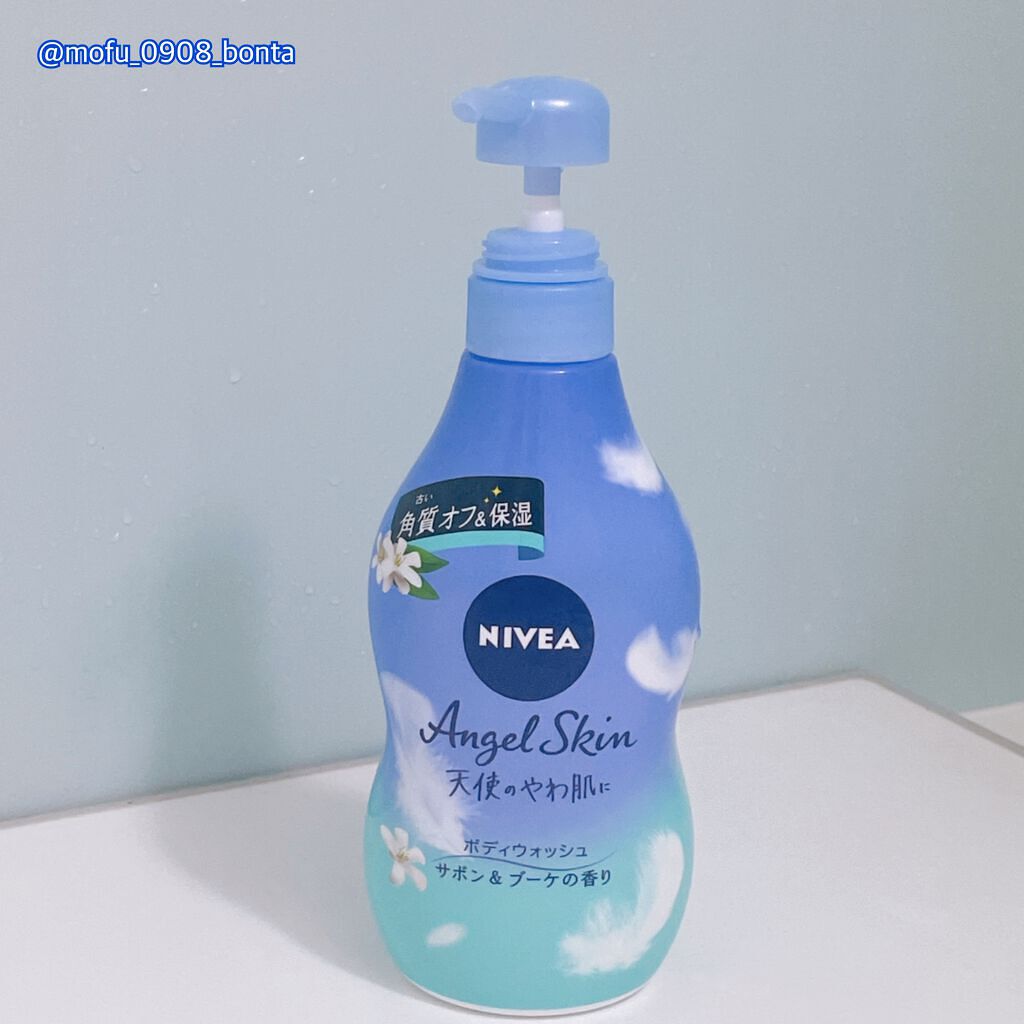 @mofu_0908_bonta
古い
角質オフ&保湿
NIVEA
Angel Skin
天使のやわ肌に
ボディウォッシュ
サボン&ブーケの香り